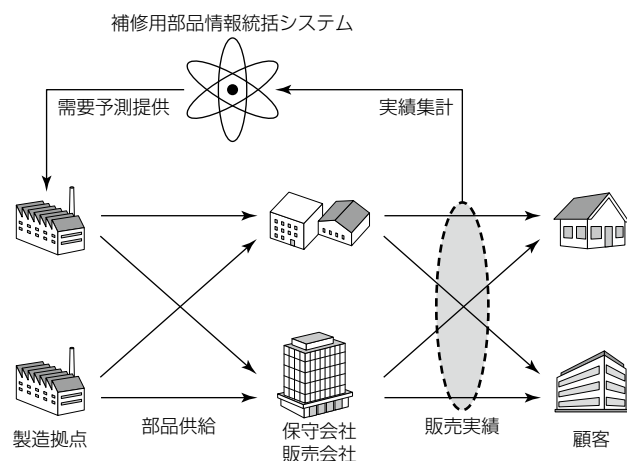 補修用部品情報統括システム
需要予測提供
実績集計
製造拠点
部品供給
保守会社
販売会社
販売実績
顧客